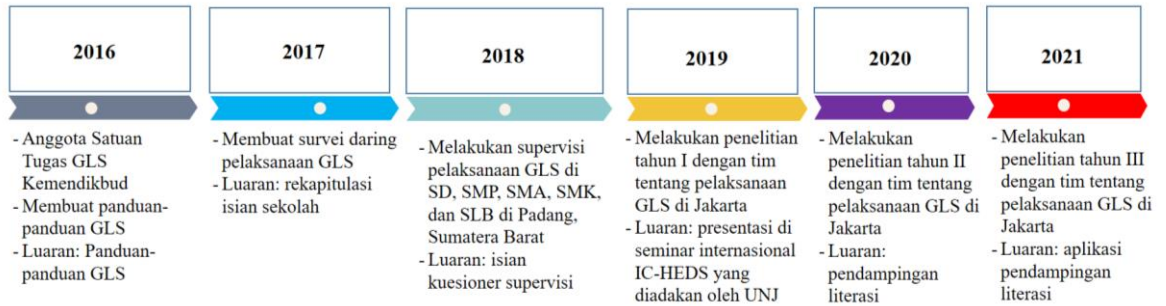 2016
- Anggota Satuan
Tugas GLS
Kemendikbud
- Membuat panduan-
panduan GLS
- Luaran: Panduan-
panduan GLS
2017
- Membuat survei daring
pelaksanaan GLS
- Luaran: rekapitulasi
isian sekolah
2018
- Melakukan supervisi
pelaksanaan GLS di
SD, SMP, SMA, SMK,
dan SLB di Padang,
Sumatera Barat
- Luaran: isian
kuesioner supervisi
2019
- Melakukan penelitian
tahun I dengan tim
tentang pelaksanaan
GLS di Jakarta
- Luaran: presentasi di
seminar internasional
IC-HEDS yang
diadakan oleh UNJ
2020
- Melakukan
penelitian tahun II
dengan tim tentang
pelaksanaan GLS di
Jakarta
- Luaran:
pendampingan
literasi
2021
- Melakukan
penelitian tahun III
dengan tim tentang
pelaksanaan GLS di
Jakarta
- Luaran: aplikasi
pendampingan
literasi